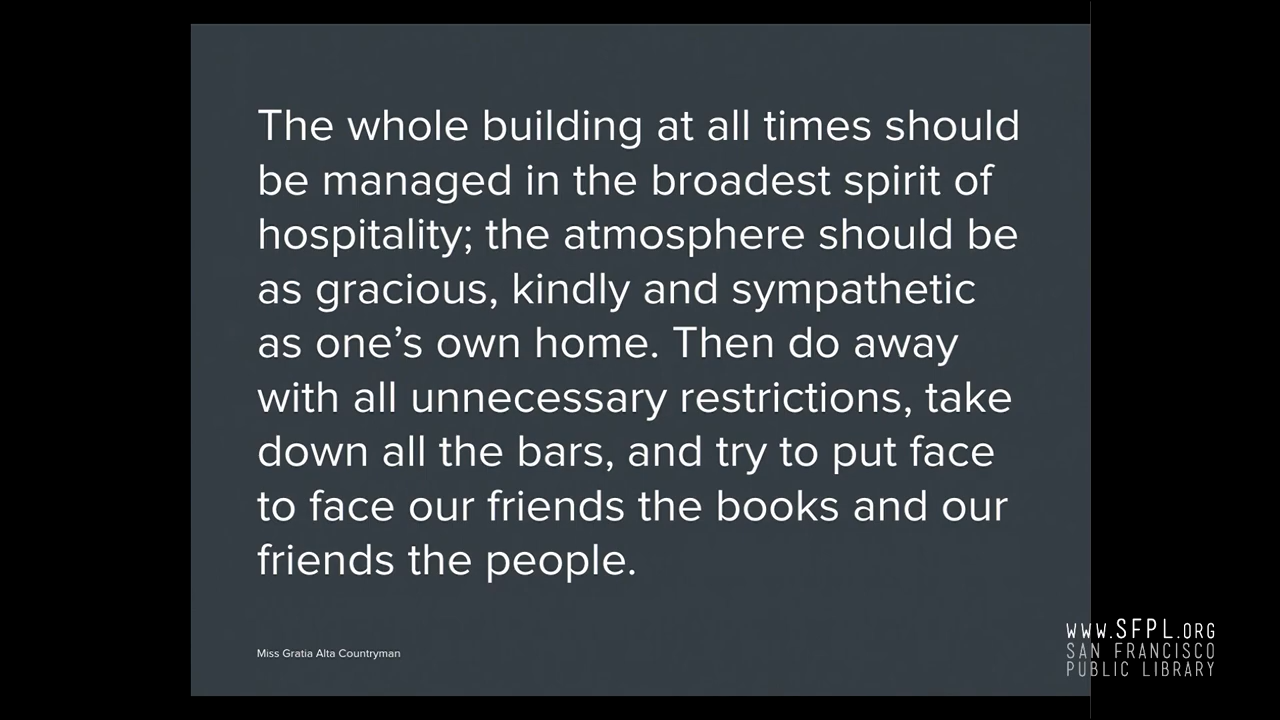 The whole building at all times should
be managed in the broadest spirit of
hospitality; the atmosphere should be
as gracious, kindly and sympathetic
as one’s own home. Then do away
with all unnecessary restrictions, take
down all the bars, and try to put face
to face our friends the books and our
friends the people.
Miss Gratia Alta Countryman
WWW.SFPL.ORG
SAN FRANCISCO
PUBLIC LIBRARY